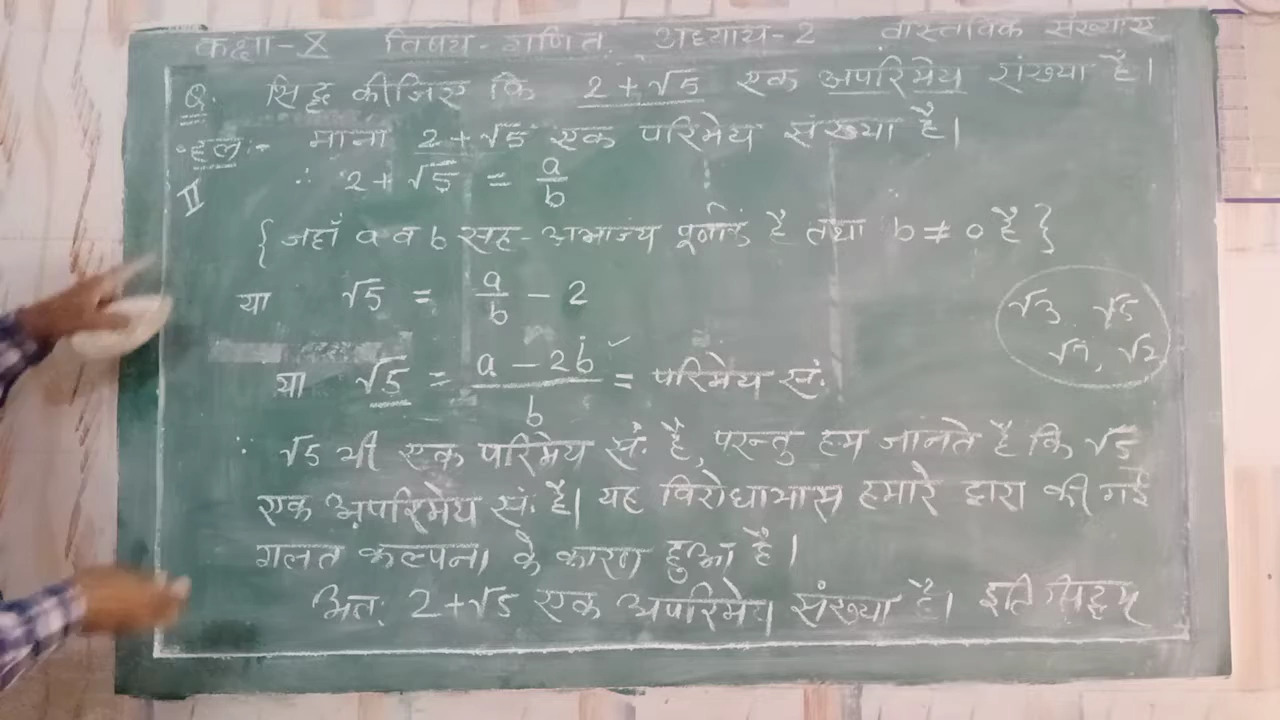 कक्षा-X विषय-गणित. अध्याय-2 वास्तविक संख्याएं
Q. सिद्ध कीजिए कि 2+√5 एक अपरिमेय संख्या है।
हल:- माना 2+√5 एक परिमेय संख्या है।
II ∴ 2+√5 = a/b
{जहाँ a व b सह-अभाज्य पूर्णांक है तथा b ≠ 0 है}
या √5 = a/b - 2
या √5 = (a - 2b)/b = परिमेय सं:
√3, √5
√7, √2
∵ √5 भी एक परिमेय सं: है, परन्तु हम जानते है कि √5
एक अपरिमेय सं: है। यह विरोधाभास हमारे द्वारा की गई
गलत कल्पना के कारण हुआ है।
अत: 2+√5 एक अपरिमेय संख्या है। इति सिद्धम्